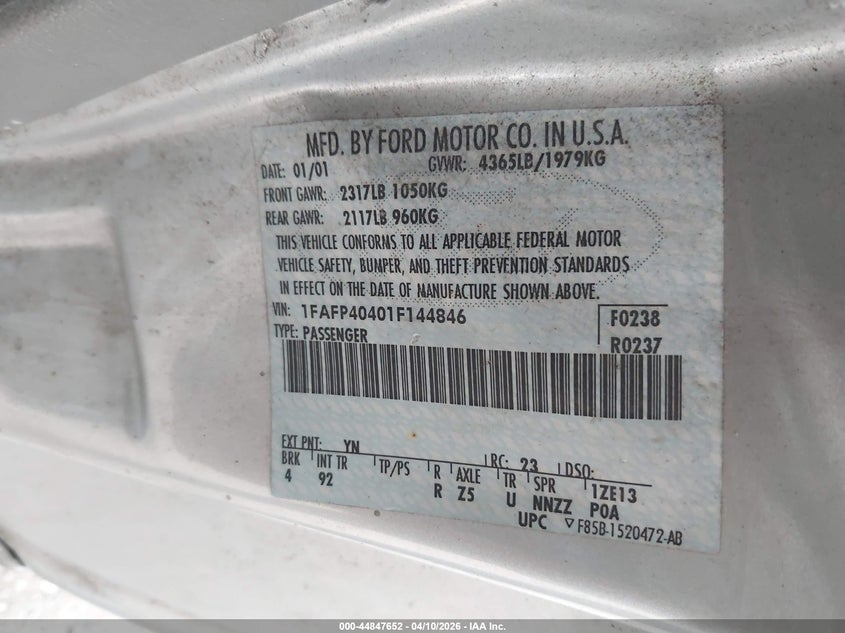 MFD. BY FORD MOTOR CO. IN U.S.A.
DATE: 01/01 GVWR: 4365LB/1979KG
FRONT GAWR: 2317LB 1050KG
REAR GAWR: 2117LB 960KG
THIS VEHICLE CONFORMS TO ALL APPLICABLE FEDERAL MOTOR
VEHICLE SAFETY, BUMPER, AND THEFT PREVENTION STANDARDS
IN EFFECT ON THE DATE OF MANUFACTURE SHOWN ABOVE.
VIN: 1FAFP40401F144846 F0238
TYPE: PASSENGER R0237
EXT PNT: YN RC: 23 DSO:
BRK INT TR TP/PS R AXLE TR SPR 1ZE13
4 92 R Z5 U NNZZ POA
UPC ▽F85B-1520472-AB
000-44847652 - 04/10/2026 - IAA Inc.